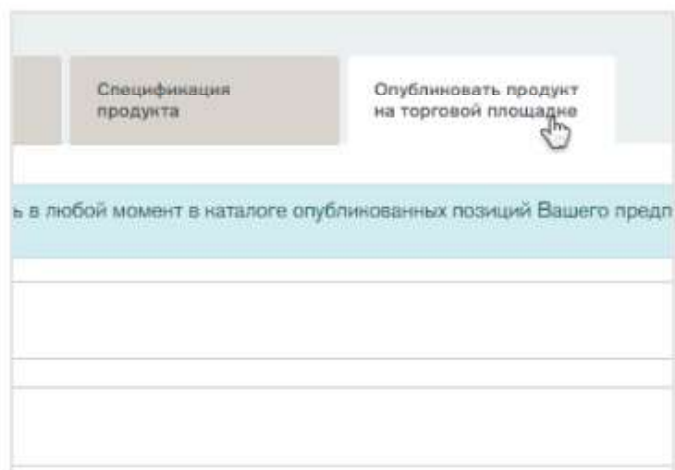 Спецификация
продукта
Опубликовать продукт
на торговой площадке
ь в любой момент в каталоге опубликованных позиций Вашего предп